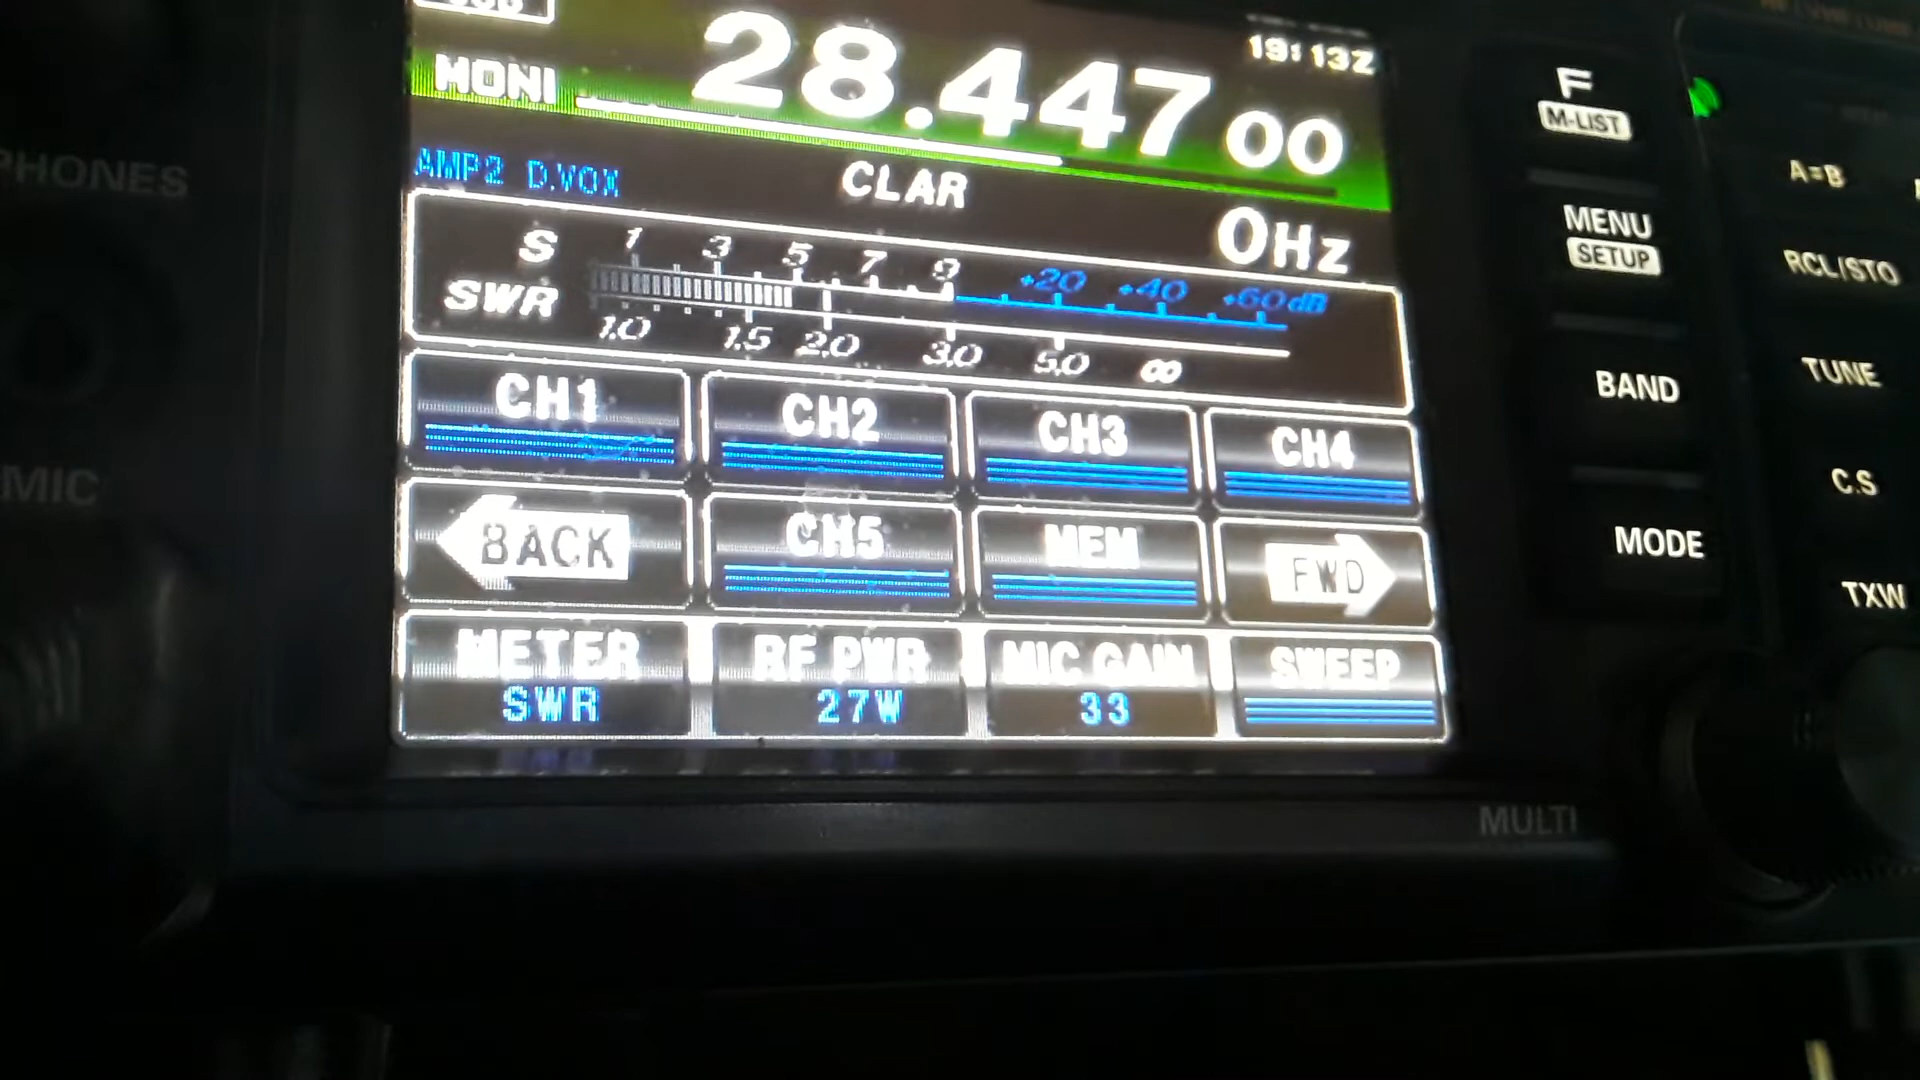 19:13Z
28.447 00
MONI
AMP2 D.VOX
CLAR
0Hz
S 1 3 5 7 9 +20 +40 +60dB
SWR
1.0 1.5 2.0 3.0 5.0 ∞
CH1 CH2 CH3 CH4
BACK CH5 MEM FWD
METER RF PWR MIC GAIN SWEEP
SWR 27W 33
PHONES
MIC
F
M-LIST
MENU
SETUP
BAND
MODE
A=B
RCL/STO
TUNE
C.S
TXW
MULTI